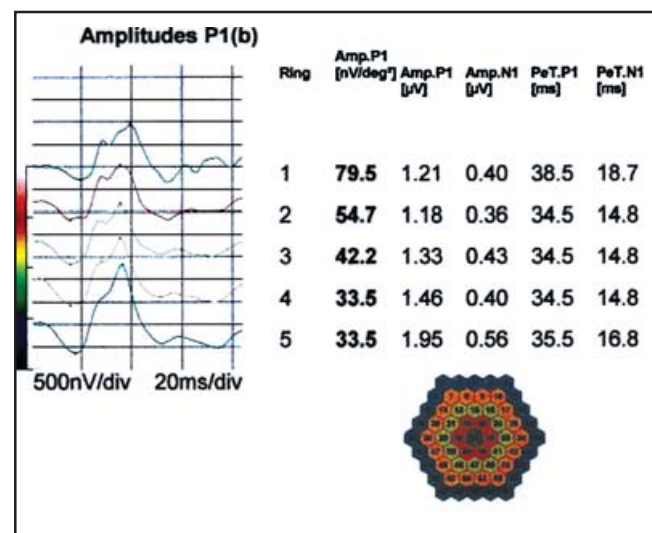 Amplitudes P1(b)
Ring Amp.P1 [nV/deg²] Amp.P1 [µV] Amp.N1 [µV] PeT.P1 [ms] PeT.N1 [ms]
1 79.5 1.21 0.40 38.5 18.7
2 54.7 1.18 0.36 34.5 14.8
3 42.2 1.33 0.43 34.5 14.8
4 33.5 1.46 0.40 34.5 14.8
5 33.5 1.95 0.56 35.5 16.8
500nV/div 20ms/div